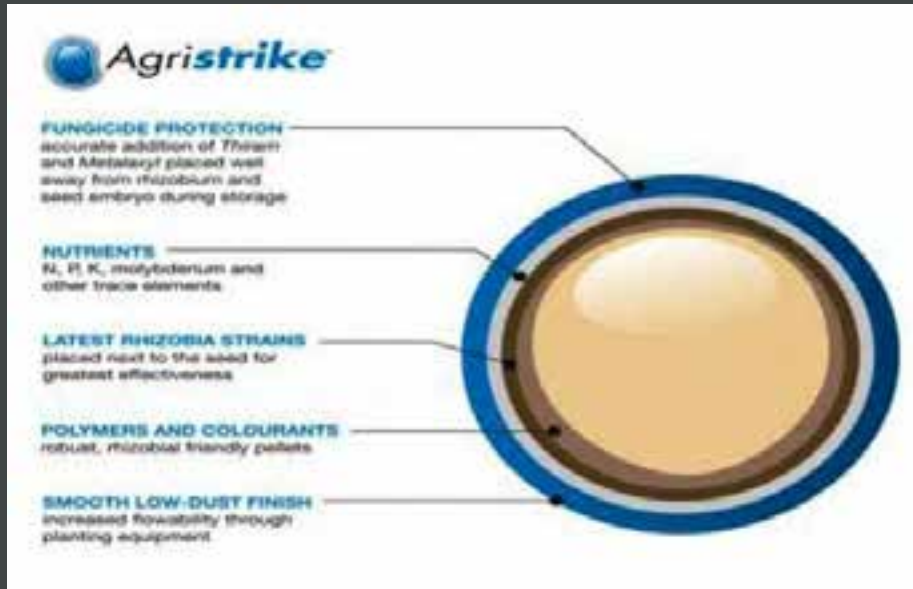 Agristrike
FUNGICIDE PROTECTION
accurate addition of Thiram
and Metalaxyl placed well
away from rhizobium and
seed embryo during storage
NUTRIENTS
N, P, K, molybdenum and
other trace elements
LATEST RHIZOBIA STRAINS
placed next to the seed for
greatest effectiveness
POLYMERS AND COLOURANTS
robust, rhizobial friendly pellets
SMOOTH LOW-DUST FINISH
increased flowability through
planting equipment